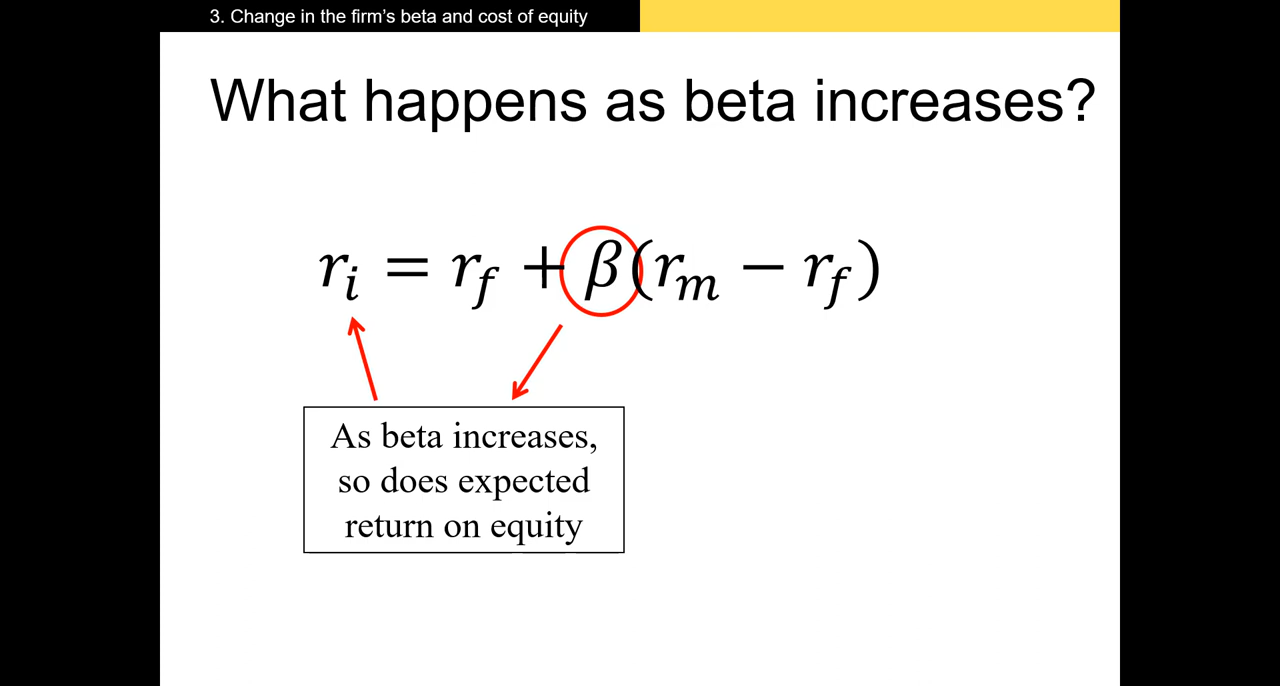 3. Change in the firm's beta and cost of equity
What happens as beta increases?
𝑟ᵢ = 𝑟_f + β(𝑟_m − 𝑟_f)
As beta increases,
so does expected
return on equity